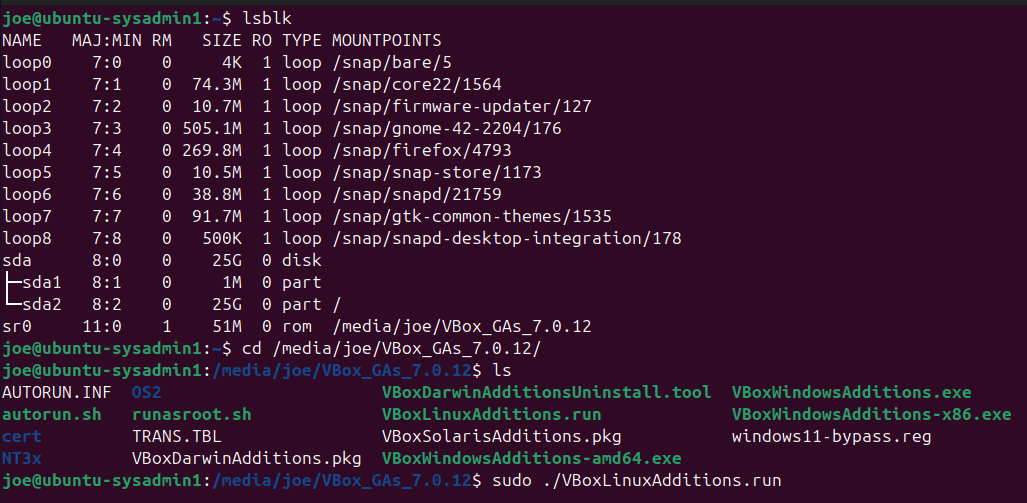 joe@ubuntu-sysadmin1:~$ lsblk
NAME   MAJ:MIN RM   SIZE RO TYPE MOUNTPOINTS
loop0    7:0    0     4K  1 loop /snap/bare/5
loop1    7:1    0  74.3M  1 loop /snap/core22/1564
loop2    7:2    0  10.7M  1 loop /snap/firmware-updater/127
loop3    7:3    0 505.1M  1 loop /snap/gnome-42-2204/176
loop4    7:4    0 269.8M  1 loop /snap/firefox/4793
loop5    7:5    0  10.5M  1 loop /snap/snap-store/1173
loop6    7:6    0  38.8M  1 loop /snap/snapd/21759
loop7    7:7    0  91.7M  1 loop /snap/gtk-common-themes/1535
loop8    7:8    0   500K  1 loop /snap/snapd-desktop-integration/178
sda      8:0    0    25G  0 disk
├─sda1   8:1    0     1M  0 part
└─sda2   8:2    0    25G  0 part /
sr0     11:0    1    51M  0 rom  /media/joe/VBox_GAs_7.0.12
joe@ubuntu-sysadmin1:~$ cd /media/joe/VBox_GAs_7.0.12/
joe@ubuntu-sysadmin1:/media/joe/VBox_GAs_7.0.12$ ls
AUTORUN.INF  OS2                    VBoxDarwinAdditionsUninstall.tool  VBoxWindowsAdditions.exe
autorun.sh   runasroot.sh           VBoxLinuxAdditions.run             VBoxWindowsAdditions-x86.exe
cert         TRANS.TBL              VBoxSolarisAdditions.pkg           windows11-bypass.reg
NT3x         VBoxDarwinAdditions.pkg  VBoxWindowsAdditions-amd64.exe
joe@ubuntu-sysadmin1:/media/joe/VBox_GAs_7.0.12$ sudo ./VBoxLinuxAdditions.run